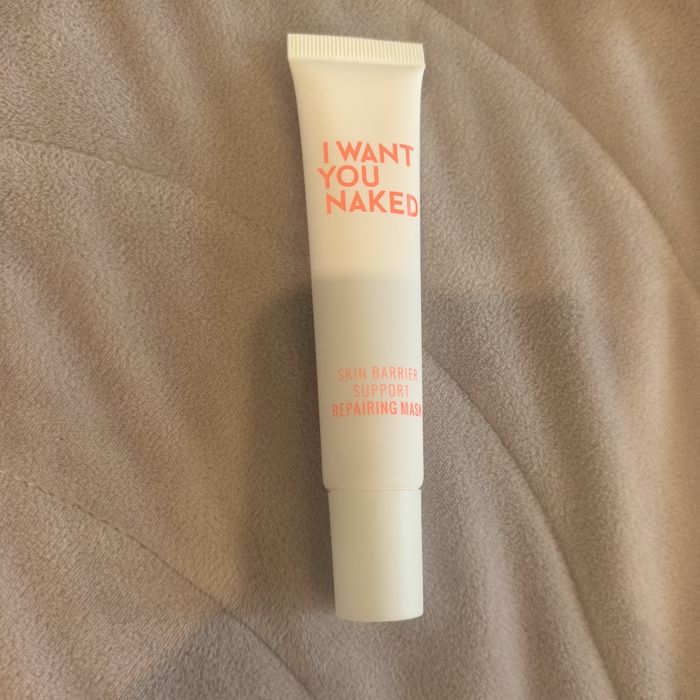 I WANT
YOU
NAKED
SKIN BARRIER
SUPPORT
REPAIRING MASK